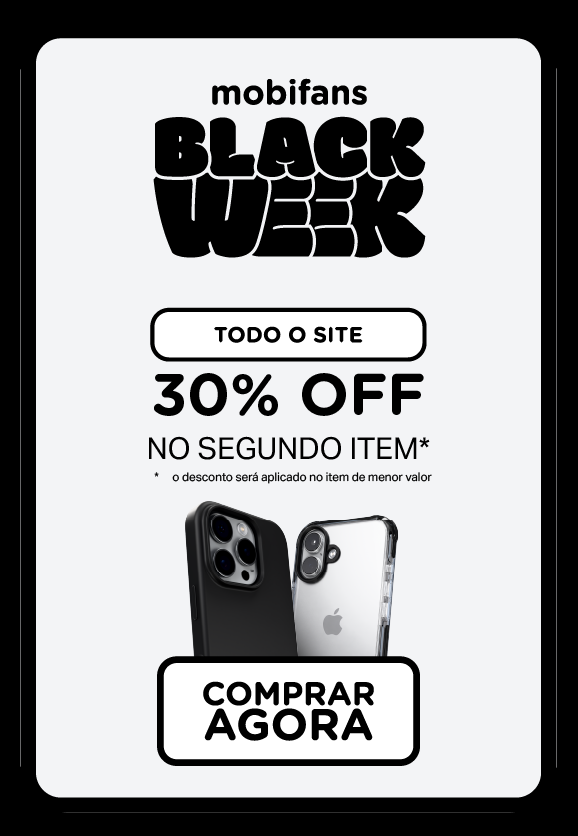 mobifans
BLACK
WEEK
TODO O SITE
30% OFF
NO SEGUNDO ITEM*
* o desconto será aplicado no item de menor valor
COMPRAR
AGORA